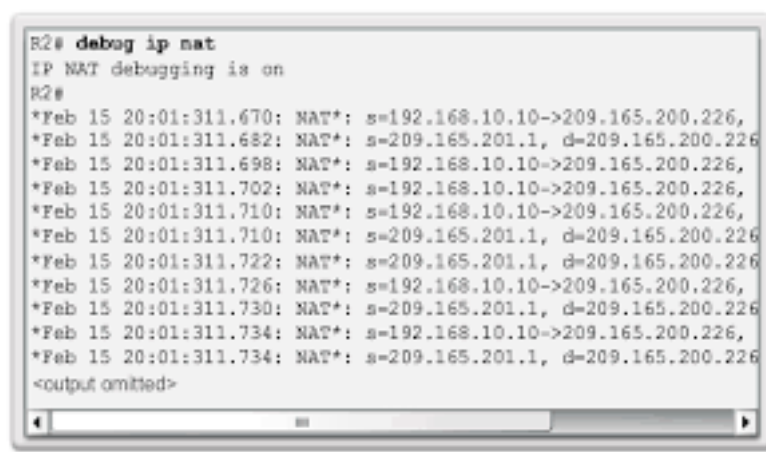 R2# debug ip nat
IP NAT debugging is on
R2#
*Feb 15 20:01:311.670: NAT*: s=192.168.10.10->209.165.200.226,
*Feb 15 20:01:311.682: NAT*: s=209.165.201.1, d=209.165.200.226
*Feb 15 20:01:311.698: NAT*: s=192.168.10.10->209.165.200.226,
*Feb 15 20:01:311.702: NAT*: s=192.168.10.10->209.165.200.226,
*Feb 15 20:01:311.710: NAT*: s=192.168.10.10->209.165.200.226,
*Feb 15 20:01:311.710: NAT*: s=209.165.201.1, d=209.165.200.226
*Feb 15 20:01:311.722: NAT*: s=209.165.201.1, d=209.165.200.226
*Feb 15 20:01:311.726: NAT*: s=192.168.10.10->209.165.200.226,
*Feb 15 20:01:311.730: NAT*: s=209.165.201.1, d=209.165.200.226
*Feb 15 20:01:311.734: NAT*: s=192.168.10.10->209.165.200.226,
*Feb 15 20:01:311.734: NAT*: s=209.165.201.1, d=209.165.200.226
<output omitted>